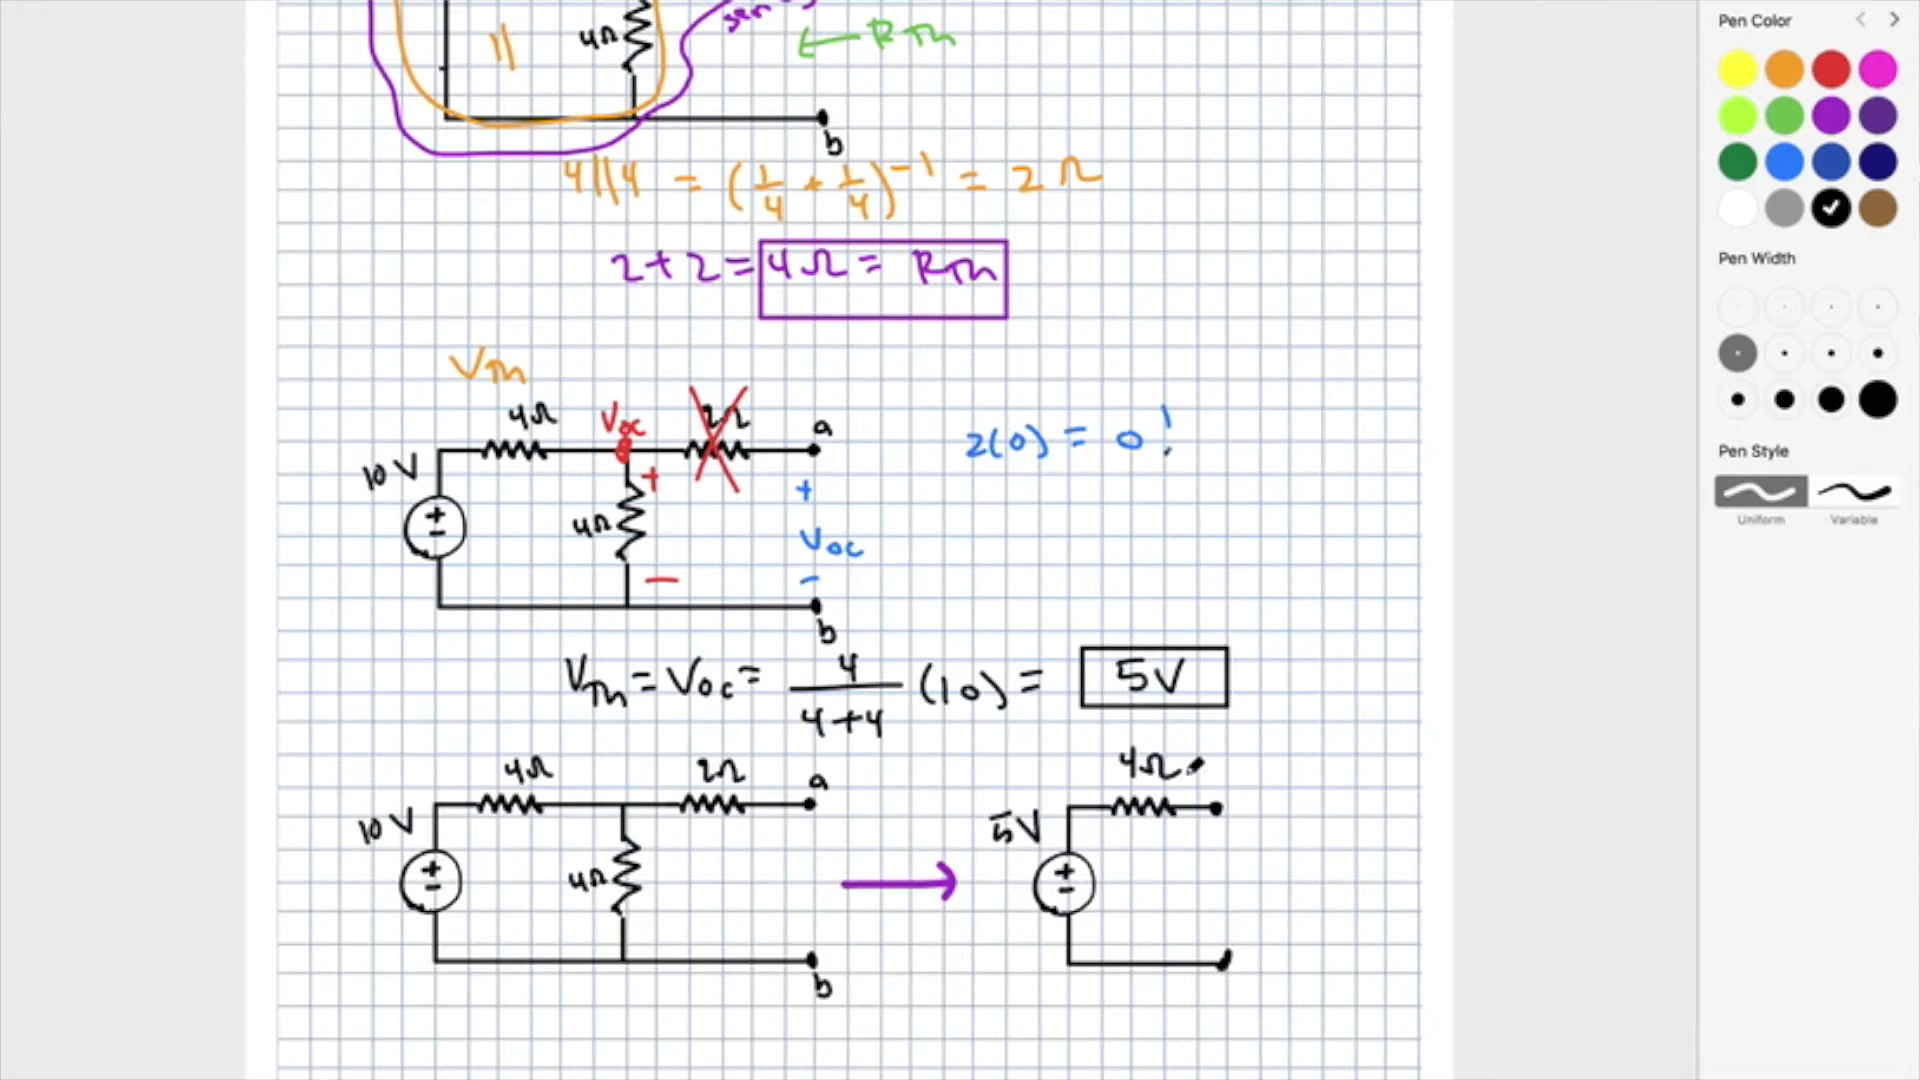 series
4Ω
||
← RTh
b
4||4 = (1/4 + 1/4)⁻¹ = 2Ω
2+2 = 4Ω = RTh
VTh
4Ω
Voc
2Ω
a
2(0) = 0!
10 V
+
+
+
-
4Ω
Voc
-
-
b
VTh = Voc = 4/(4+4) (10) = 5V
4Ω
2Ω
a
4Ω
10 V
5V
+
-
4Ω
+
-
b
Pen Color
Pen Width
Pen Style
Uniform
Variable